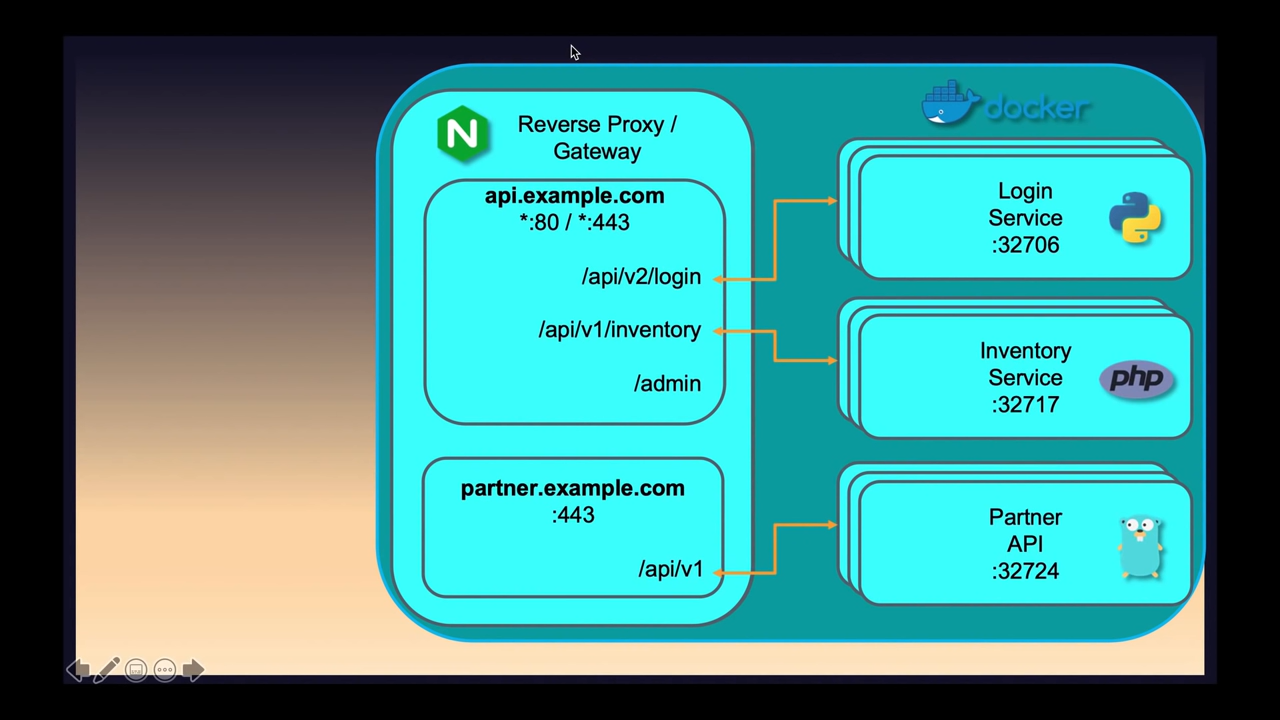 N
Reverse Proxy /
Gateway
api.example.com
*:80 / *:443
/api/v2/login
/api/v1/inventory
/admin
partner.example.com
:443
/api/v1
docker
Login
Service
:32706
Inventory
Service
:32717
php
Partner
API
:32724